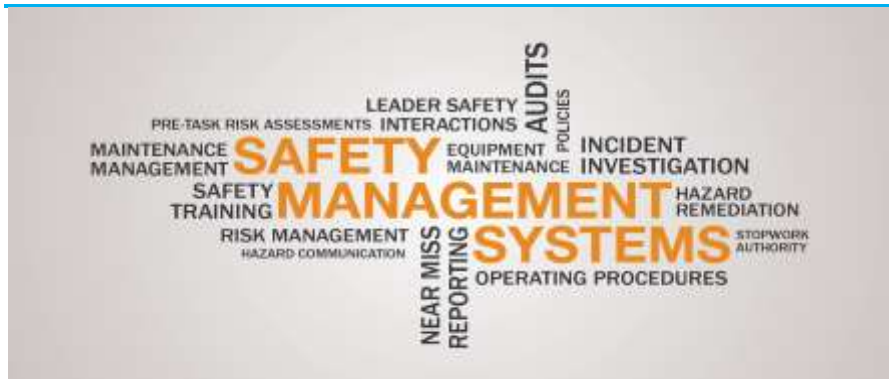 AUDITS
POLICIES
LEADER SAFETY
INTERACTIONS
PRE-TASK RISK ASSESSMENTS
MAINTENANCE
MANAGEMENT
SAFETY
EQUIPMENT
MAINTENANCE
INCIDENT
INVESTIGATION
SAFETY
TRAINING
MANAGEMENT
HAZARD
REMEDIATION
RISK MANAGEMENT
HAZARD COMMUNICATION
NEAR MISS
REPORTING
SYSTEMS
STOPWORK
AUTHORITY
OPERATING PROCEDURES